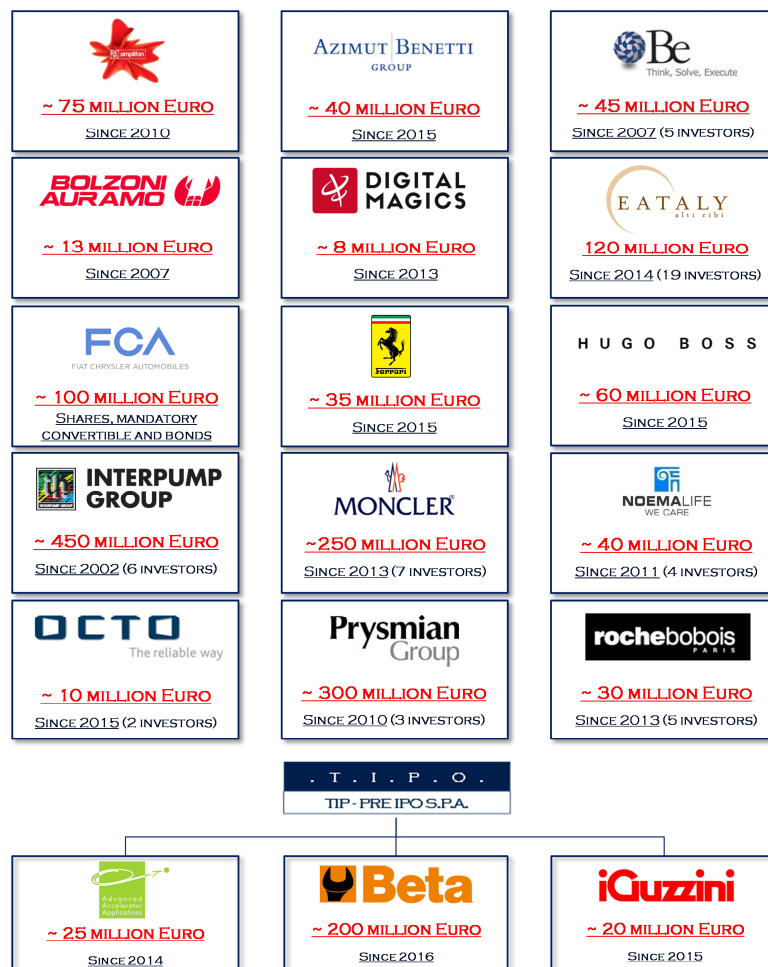 amplifon
~ 75 MILLION EURO
SINCE 2010
AZIMUT BENETTI
GROUP
~ 40 MILLION EURO
SINCE 2015
Be
Think, Solve, Execute
~ 45 MILLION EURO
SINCE 2007 (5 INVESTORS)
BOLZONI
AURAMO
~ 13 MILLION EURO
SINCE 2007
DIGITAL
MAGICS
~ 8 MILLION EURO
SINCE 2013
EATALY
alti cibi
120 MILLION EURO
SINCE 2014 (19 INVESTORS)
FCA
FIAT CHRYSLER AUTOMOBILES
~ 100 MILLION EURO
SHARES, MANDATORY
CONVERTIBLE AND BONDS
Ferrari
~ 35 MILLION EURO
SINCE 2015
HUGO BOSS
~ 60 MILLION EURO
SINCE 2015
INTERPUMP GROUP
INTERPUMP
GROUP
~ 450 MILLION EURO
SINCE 2002 (6 INVESTORS)
MONCLER
~250 MILLION EURO
SINCE 2013 (7 INVESTORS)
NOEMALIFE
WE CARE
~ 40 MILLION EURO
SINCE 2011 (4 INVESTORS)
OCTO
The reliable way
~ 10 MILLION EURO
SINCE 2015 (2 INVESTORS)
Prysmian
Group
~ 300 MILLION EURO
SINCE 2010 (3 INVESTORS)
rochebobois
PARIS
~ 30 MILLION EURO
SINCE 2013 (5 INVESTORS)
. T . I . P . O .
TIP - PRE IPO S.P.A.
Advanced
Accelerator
Applications
~ 25 MILLION EURO
SINCE 2014
Beta
~ 200 MILLION EURO
SINCE 2016
iGuzzini
~ 20 MILLION EURO
SINCE 2015